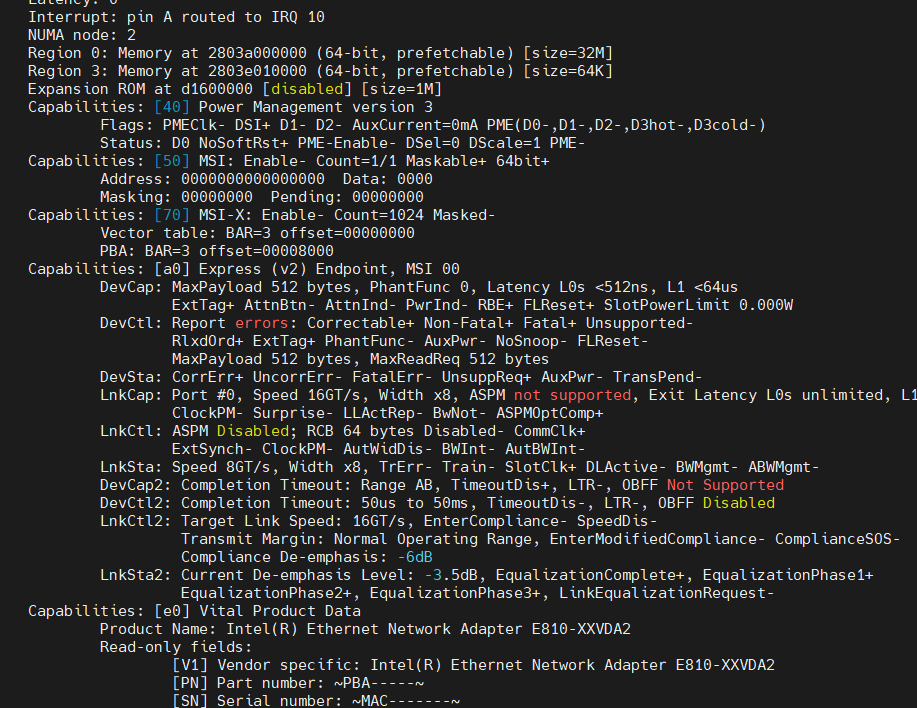 Latency: 0
Interrupt: pin A routed to IRQ 10
NUMA node: 2
Region 0: Memory at 2803a000000 (64-bit, prefetchable) [size=32M]
Region 3: Memory at 2803e010000 (64-bit, prefetchable) [size=64K]
Expansion ROM at d1600000 [disabled] [size=1M]
Capabilities: [40] Power Management version 3
Flags: PMEClk- DSI+ D1- D2- AuxCurrent=0mA PME(D0-,D1-,D2-,D3hot-,D3cold-)
Status: D0 NoSoftRst+ PME-Enable- DSel=0 DScale=1 PME-
Capabilities: [50] MSI: Enable- Count=1/1 Maskable+ 64bit+
Address: 0000000000000000  Data: 0000
Masking: 00000000  Pending: 00000000
Capabilities: [70] MSI-X: Enable- Count=1024 Masked-
Vector table: BAR=3 offset=00000000
PBA: BAR=3 offset=00008000
Capabilities: [a0] Express (v2) Endpoint, MSI 00
DevCap: MaxPayload 512 bytes, PhantFunc 0, Latency L0s <512ns, L1 <64us
ExtTag+ AttnBtn- AttnInd- PwrInd- RBE+ FLReset+ SlotPowerLimit 0.000W
DevCtl: Report errors: Correctable+ Non-Fatal+ Fatal+ Unsupported-
RlxdOrd+ ExtTag+ PhantFunc- AuxPwr- NoSnoop- FLReset-
MaxPayload 512 bytes, MaxReadReq 512 bytes
DevSta: CorrErr+ UncorrErr- FatalErr- UnsuppReq+ AuxPwr- TransPend-
LnkCap: Port #0, Speed 16GT/s, Width x8, ASPM not supported, Exit Latency L0s unlimited, L1
ClockPM- Surprise- LLActRep- BwNot- ASPMOptComp+
LnkCtl: ASPM Disabled; RCB 64 bytes Disabled- CommClk+
ExtSynch- ClockPM- AutWidDis- BWInt- AutBWInt-
LnkSta: Speed 8GT/s, Width x8, TrErr- Train- SlotClk+ DLActive- BWMgmt- ABWMgmt-
DevCap2: Completion Timeout: Range AB, TimeoutDis+, LTR-, OBFF Not Supported
DevCtl2: Completion Timeout: 50us to 50ms, TimeoutDis-, LTR-, OBFF Disabled
LnkCtl2: Target Link Speed: 16GT/s, EnterCompliance- SpeedDis-
Transmit Margin: Normal Operating Range, EnterModifiedCompliance- ComplianceSOS-
Compliance De-emphasis: -6dB
LnkSta2: Current De-emphasis Level: -3.5dB, EqualizationComplete+, EqualizationPhase1+
EqualizationPhase2+, EqualizationPhase3+, LinkEqualizationRequest-
Capabilities: [e0] Vital Product Data
Product Name: Intel(R) Ethernet Network Adapter E810-XXVDA2
Read-only fields:
[V1] Vendor specific: Intel(R) Ethernet Network Adapter E810-XXVDA2
[PN] Part number: ~PBA-----~
[SN] Serial number: ~MAC-------~